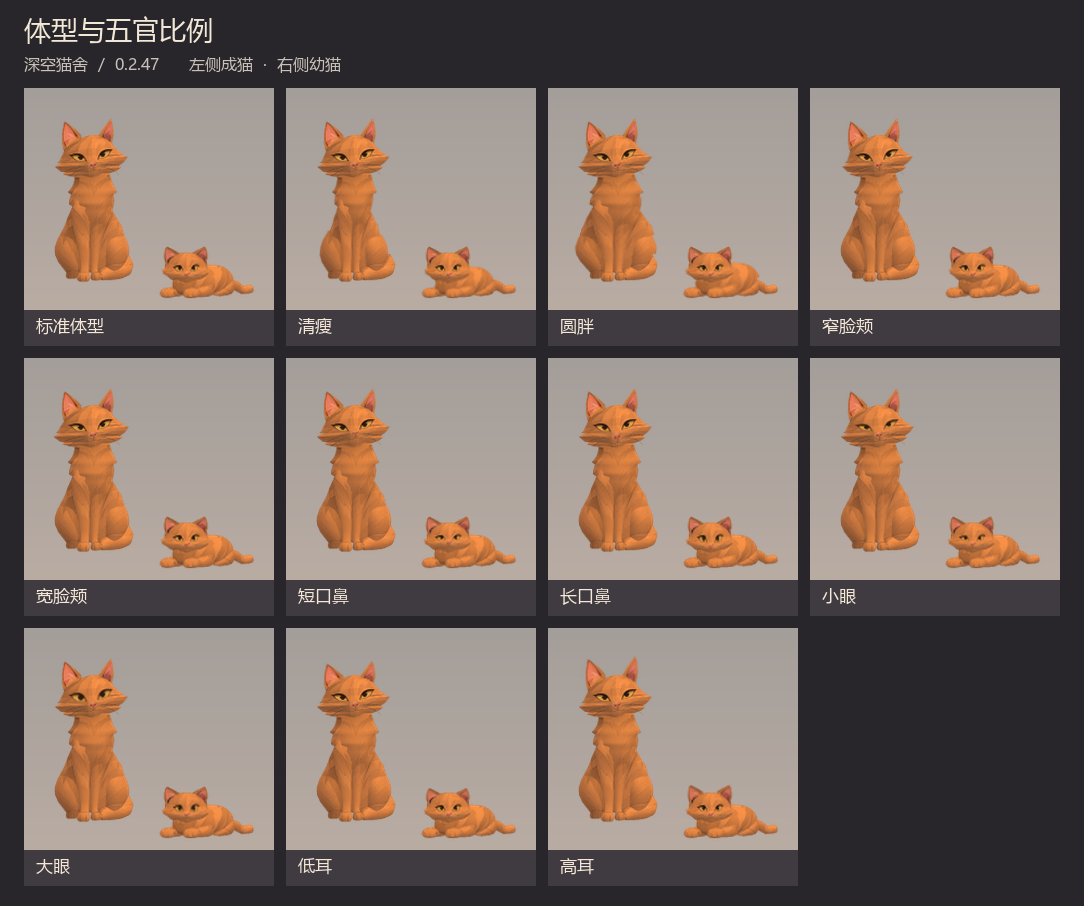 体型与五官比例
深空猫舍 / 0.2.47 左侧成猫 · 右侧幼猫
标准体型
清瘦
圆胖
窄脸颊
宽脸颊
短口鼻
长口鼻
小眼
大眼
低耳
高耳